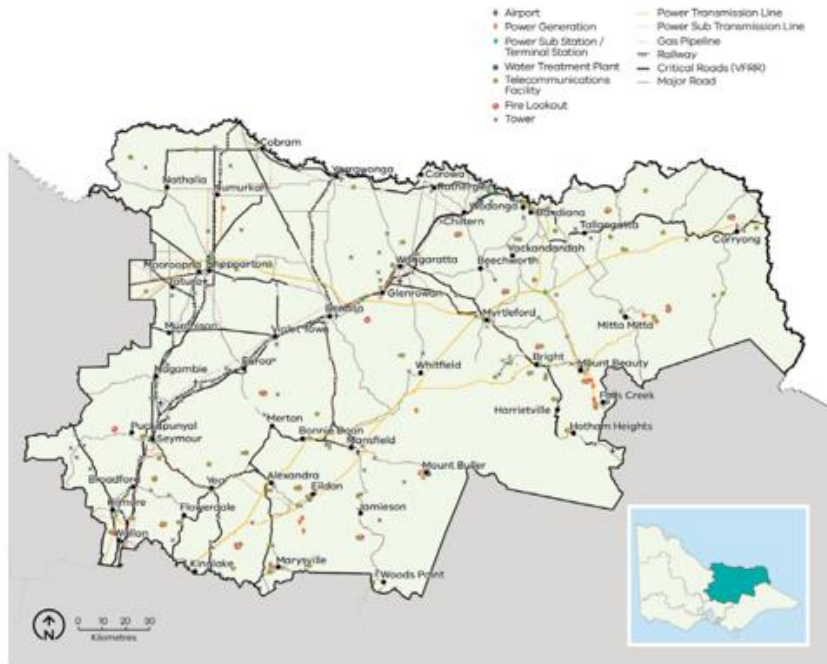 Airport
Power Generation
Power Sub Station /
Terminal Station
Water Treatment Plant
Telecommunications
Facility
Fire Lookout
Tower
Power Transmission Line
Power Sub Transmission Line
Gas Pipeline
Railway
Critical Roads (VFRR)
Major Road
Cobram
Yarrawonga
Corowa
Nathalia
Numurkah
Rutherglen
Wodonga
Bandiana
Chiltern
Tallangatta
Corryong
Yackandandah
Mooroopna
Shepparton
Wangaratta
Beechworth
Tatura
Glenrowan
Benalla
Myrtleford
Mitta Mitta
Murchison
Violet Town
Euroa
Whitfield
Bright
Mount Beauty
Nagambie
Falls Creek
Harrietville
Merton
Puckapunyal
Seymour
Bonnie Doon
Mansfield
Hotham Heights
Mount Buller
Broadford
Yea
Alexandra
Eildon
Kilmore
Flowerdale
Jamieson
Wallan
Kinglake
Marysville
Woods Point
N
0 10 20 30
Kilometres